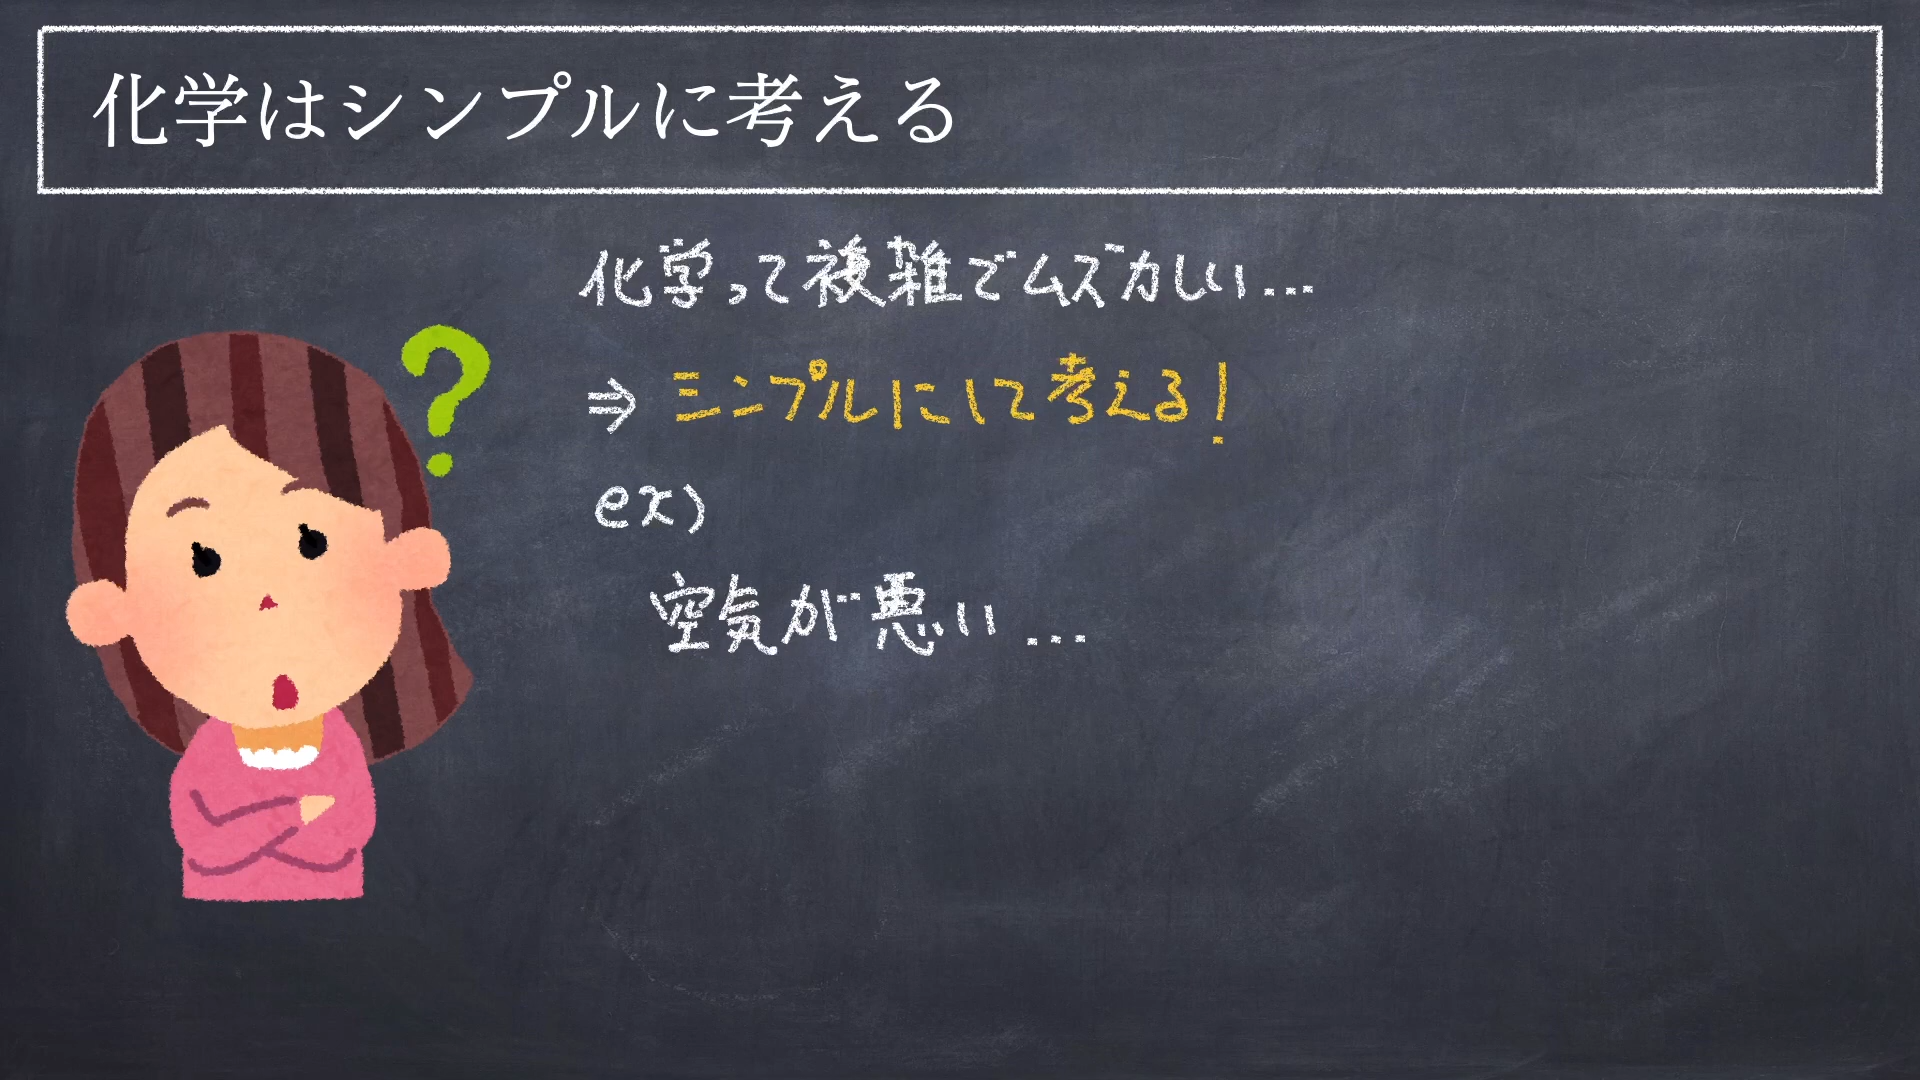 化学はシンプルに考える
化学って複雑でムズカしい...
⇒ シンプルにして考える!
ex)
空気が悪い...
?